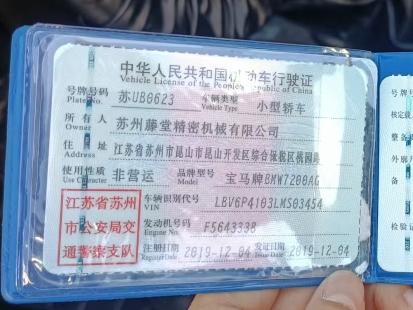 中华人民共和国机动车行驶证
Vehicle License of the People's Republic of China
号牌号码 苏UB0623 车辆类型 小型轿车
Plate No. Vehicle Type
所有人 苏州藤堂精密机械有限公司
Owner
住址 江苏省苏州市昆山市昆山开发区综合保税区桃园路
Address
使用性质 非营运 品牌型号 宝马牌BMW7200AG
Use Character Model
江苏省苏州 车辆识别代号 LBV6P4103LMS03454
VIN
市公安局交 发动机号码 F5643338
Engine No.
通警察支队 注册日期 2019-12-04 发证日期 2019-12-04
Register Date Issue Date
核定载
外廓
检验